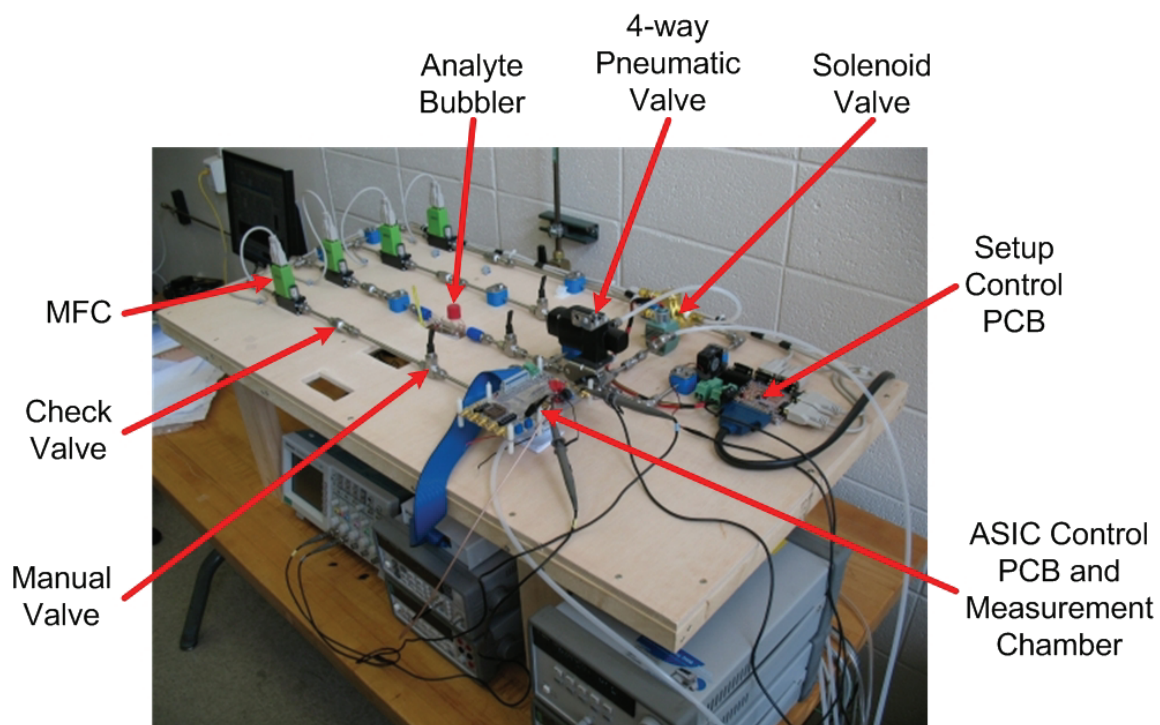 4-way
Pneumatic
Valve
Analyte
Bubbler
Solenoid
Valve
Setup
Control
PCB
MFC
Check
Valve
Manual
Valve
ASIC Control
PCB and
Measurement
Chamber